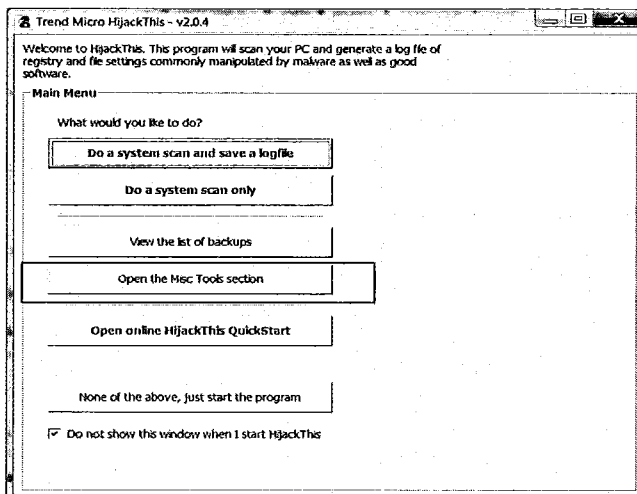 Trend Micro HijackThis - v2.0.4
Welcome to HijackThis. This program will scan your PC and generate a log file of
registry and file settings commonly manipulated by malware as well as good
software.
Main Menu
What would you like to do?
Do a system scan and save a logfile
Do a system scan only
View the list of backups
Open the Misc Tools section
Open online HijackThis QuickStart
None of the above, just start the program
Do not show this window when I start HijackThis